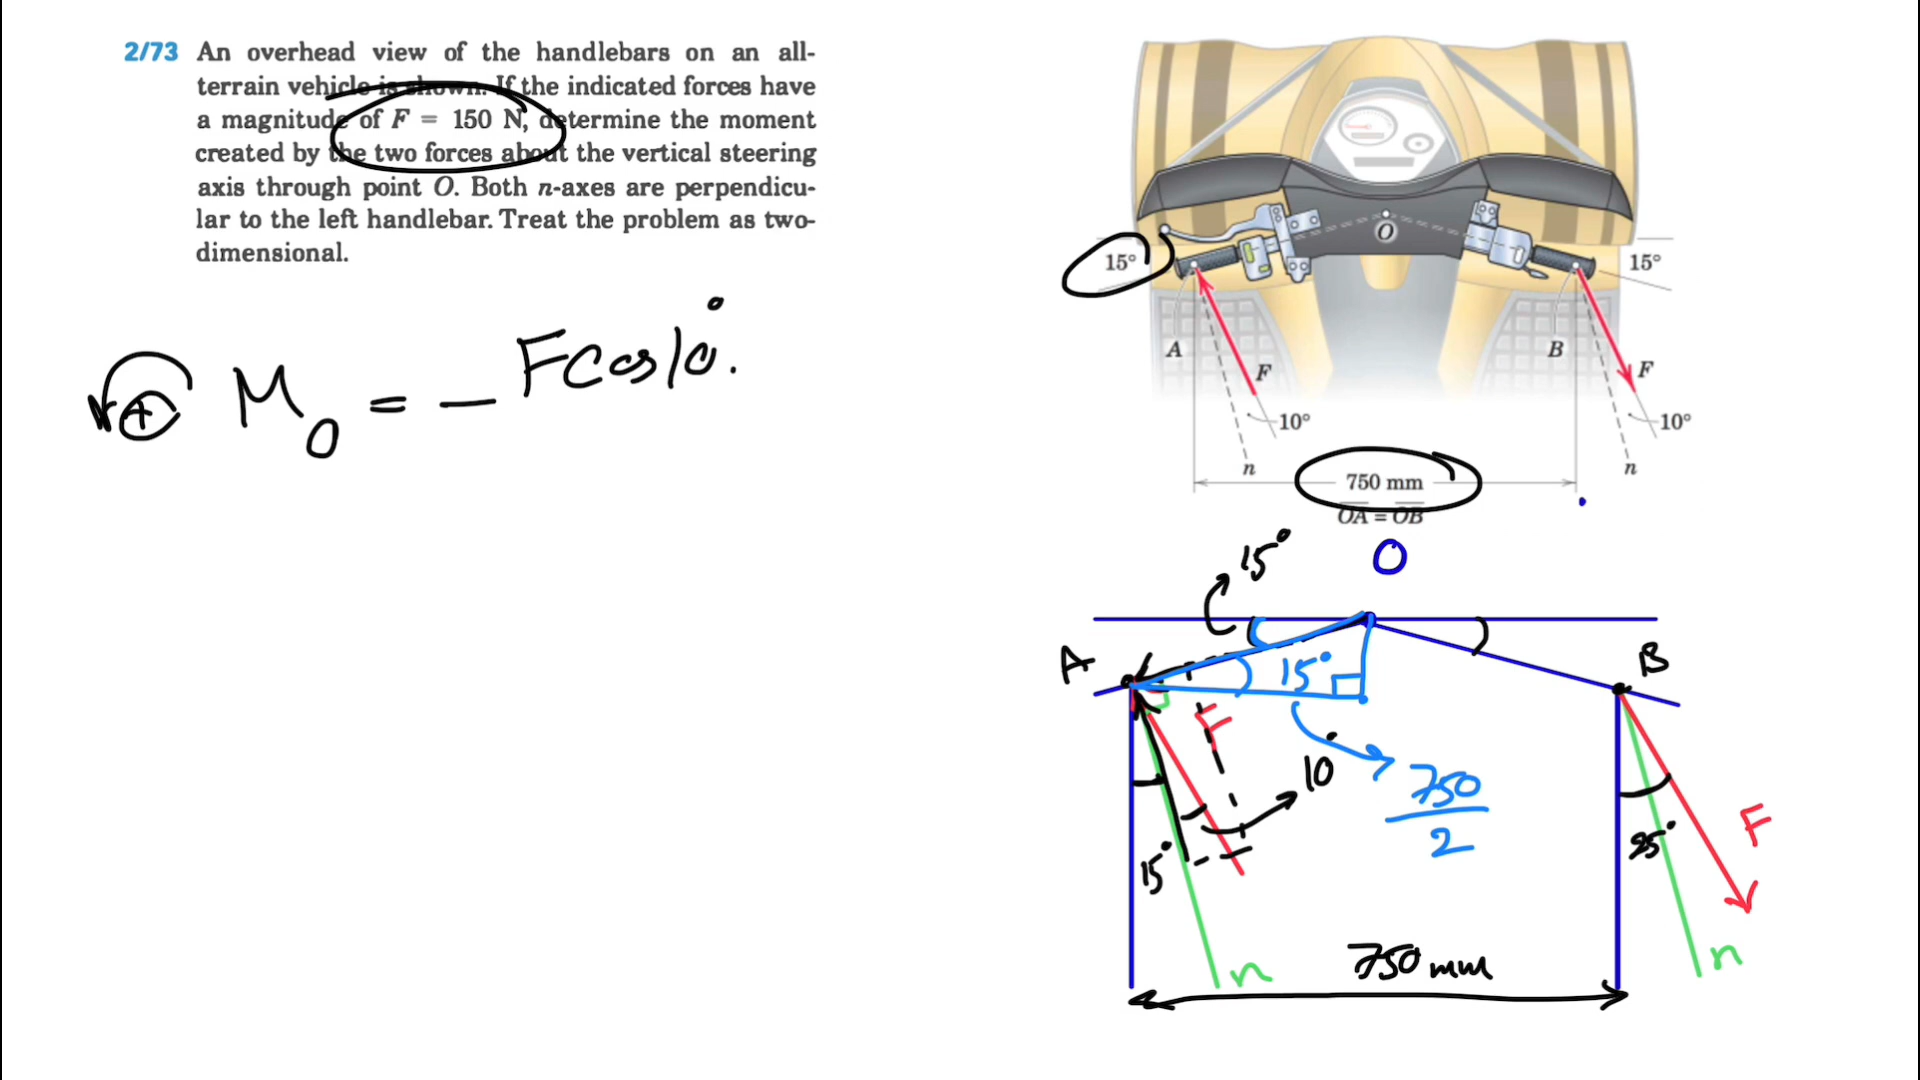 2/73 An overhead view of the handlebars on an all-
terrain vehicle is shown. If the indicated forces have
a magnitude of F = 150 N, determine the moment
created by the two forces about the vertical steering
axis through point O. Both n-axes are perpendicu-
lar to the left handlebar. Treat the problem as two-
dimensional.
O
15°
15°
A
B
F
F
10°
10°
n
n
750 mm
OA = OB
+ M_O = - F cos 10°.
O
15°
A
15°
B
F
10°
750/2
15°
25°
F
n
750 mm
n